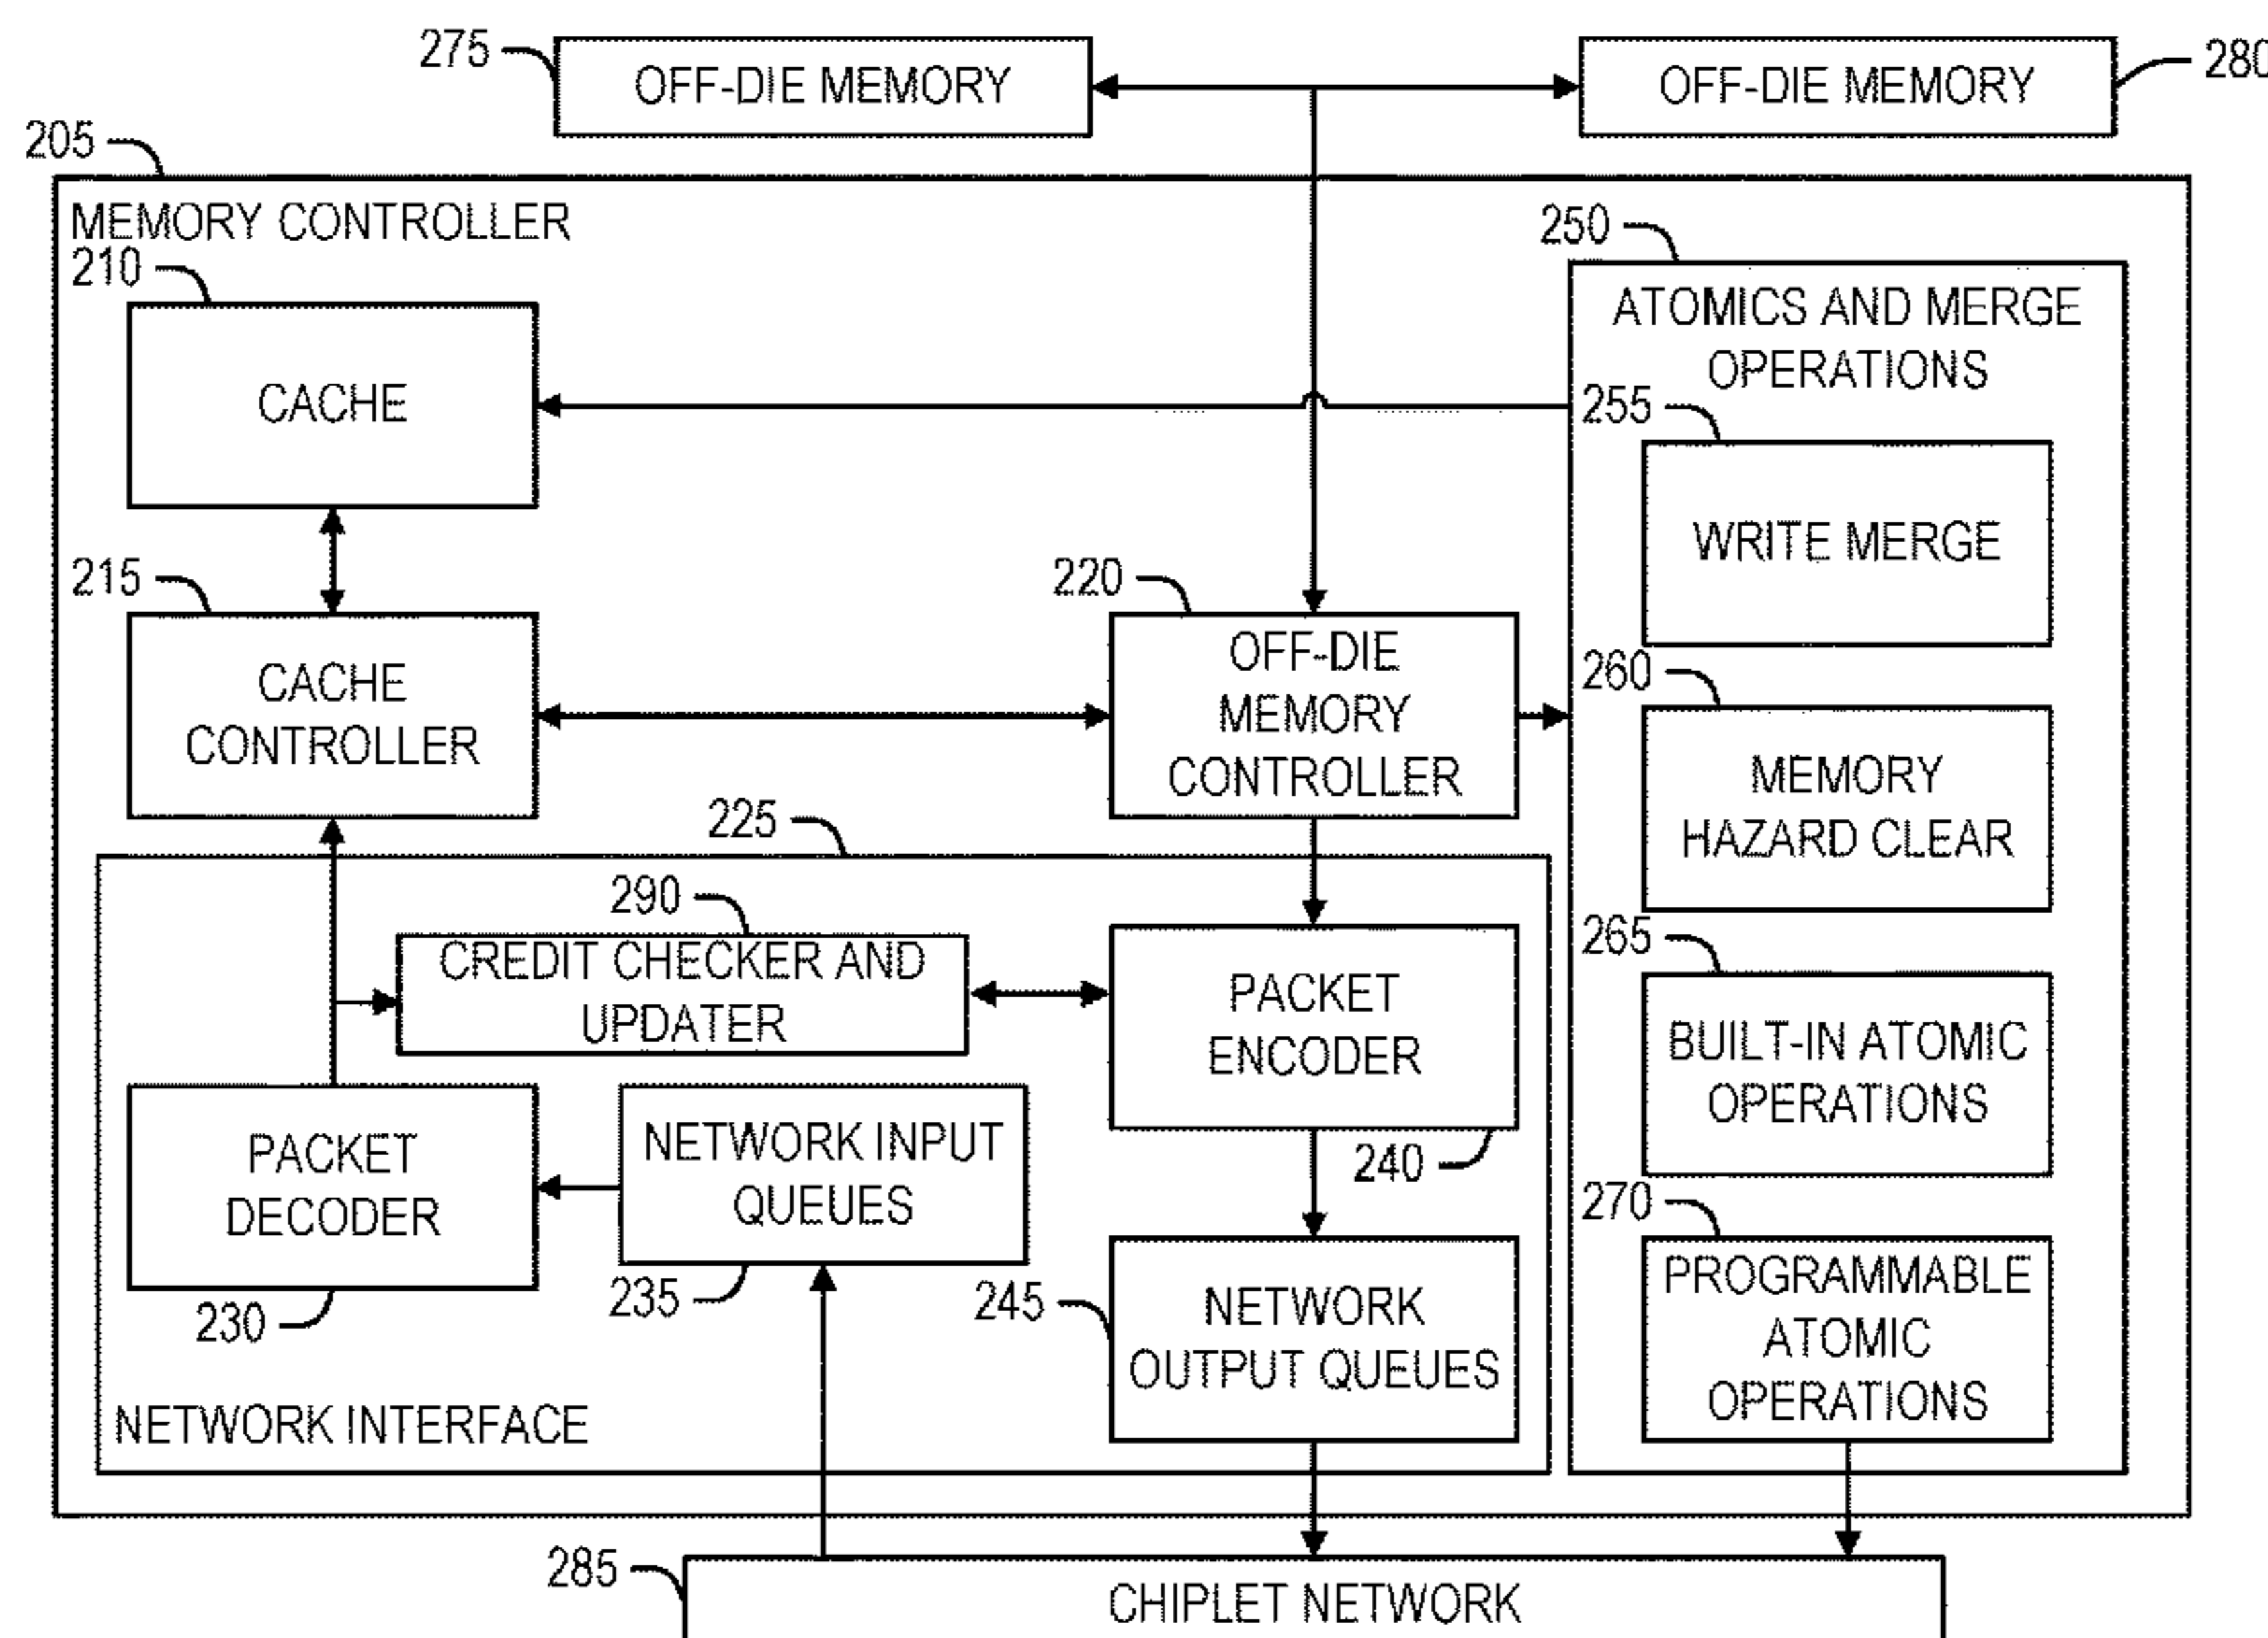 275
OFF-DIE MEMORY
OFF-DIE MEMORY
280
205
MEMORY CONTROLLER
210
CACHE
250
ATOMICS AND MERGE
OPERATIONS
255
WRITE MERGE
215
CACHE
CONTROLLER
220
OFF-DIE
MEMORY
CONTROLLER
260
MEMORY
HAZARD CLEAR
225
290
CREDIT CHECKER AND
UPDATER
PACKET
ENCODER
240
265
BUILT-IN ATOMIC
OPERATIONS
PACKET
DECODER
230
NETWORK INPUT
QUEUES
235
245
NETWORK
OUTPUT QUEUES
270
PROGRAMMABLE
ATOMIC
OPERATIONS
NETWORK INTERFACE
285
CHIPLET NETWORK